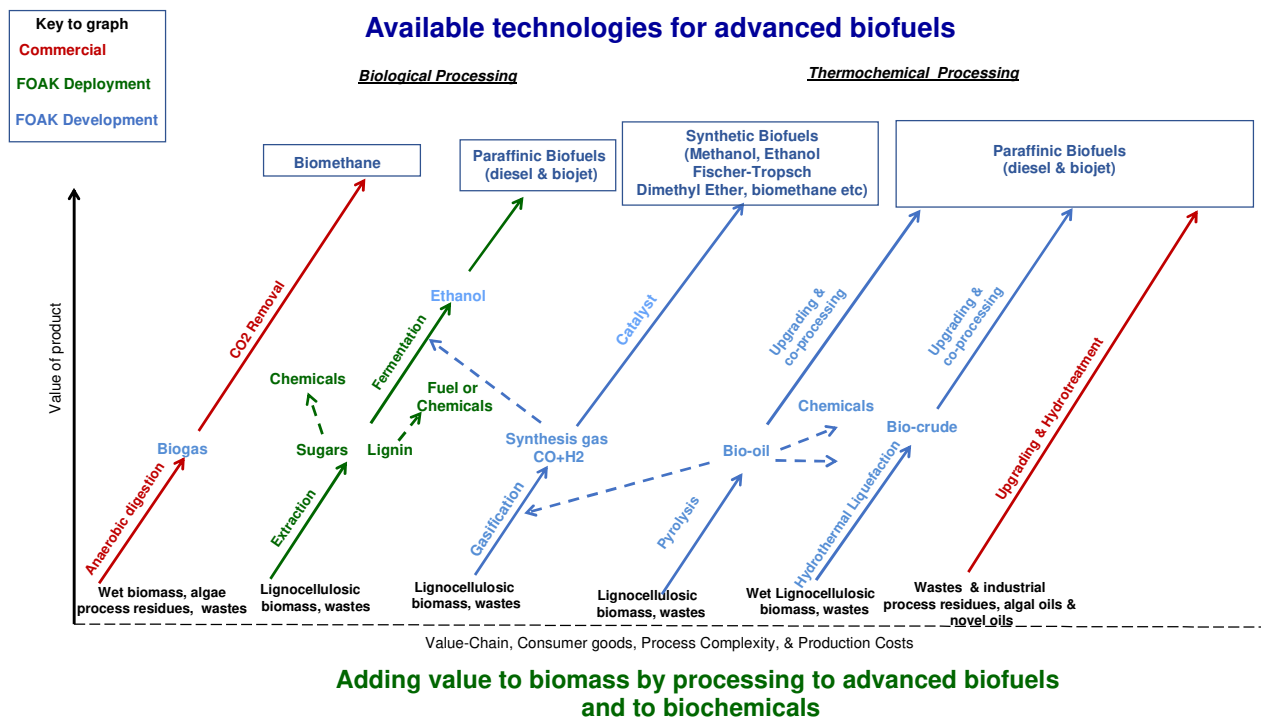 Key to graph
Commercial
FOAK Deployment
FOAK Development
Available technologies for advanced biofuels
Biological Processing
Thermochemical Processing
Biomethane
Paraffinic Biofuels
(diesel & biojet)
Synthetic Biofuels
(Methanol, Ethanol
Fischer-Tropsch
Dimethyl Ether, biomethane etc)
Paraffinic Biofuels
(diesel & biojet)
Value of product
CO2 Removal
Ethanol
Fermentation
Catalyst
Upgrading &
co-processing
Upgrading &
co-processing
Upgrading & Hydrotreatment
Chemicals
Fuel or
Chemicals
Chemicals
Biogas
Sugars
Lignin
Synthesis gas
CO+H2
Bio-oil
Bio-crude
Anaerobic digestion
Extraction
Gasification
Pyrolysis
Hydrothermal Liquefaction
Wet biomass, algae
process residues, wastes
Lignocellulosic
biomass, wastes
Lignocellulosic
biomass, wastes
Lignocellulosic
biomass, wastes
Wet Lignocellulosic
biomass, wastes
Wastes & industrial
process residues, algal oils &
novel oils
Value-Chain, Consumer goods, Process Complexity, & Production Costs
Adding value to biomass by processing to advanced biofuels
and to biochemicals